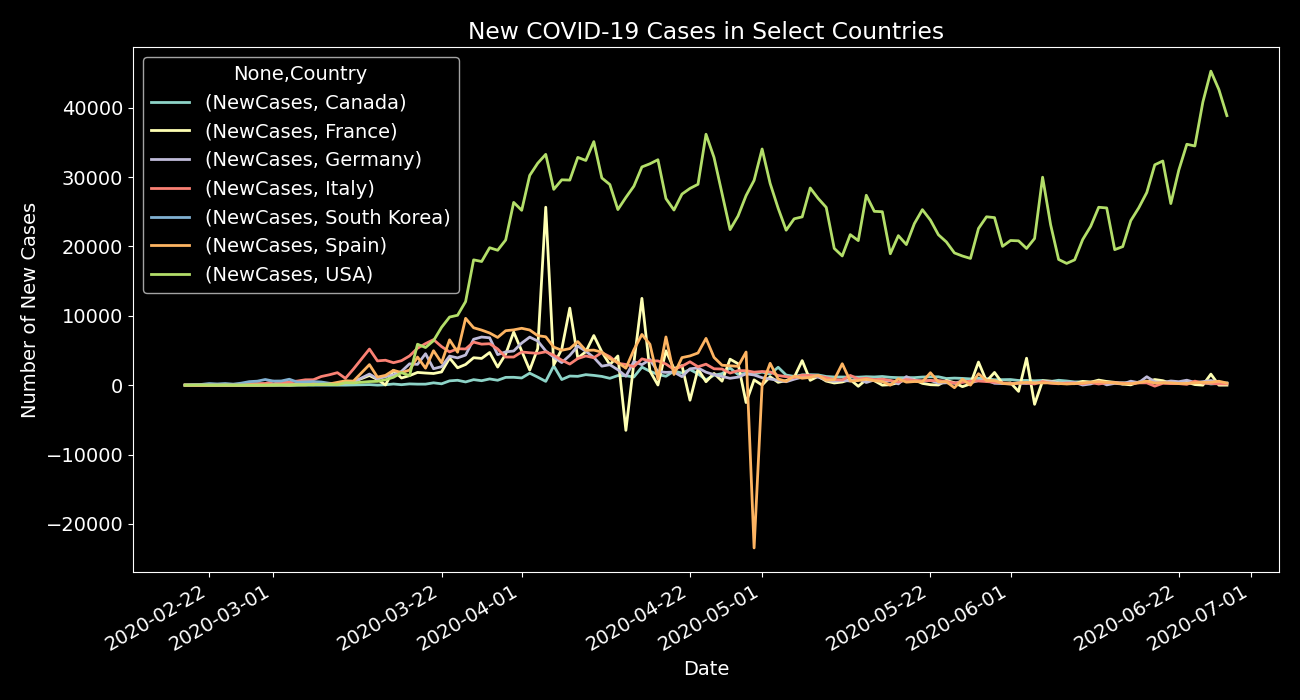 New COVID-19 Cases in Select Countries
None,Country
(NewCases, Canada)
(NewCases, France)
(NewCases, Germany)
(NewCases, Italy)
(NewCases, South Korea)
(NewCases, Spain)
(NewCases, USA)
Number of New Cases
40000
30000
20000
10000
0
−10000
−20000
2020-02-22
2020-03-01
2020-03-22
2020-04-01
2020-04-22
2020-05-01
2020-05-22
2020-06-01
2020-06-22
2020-07-01
Date